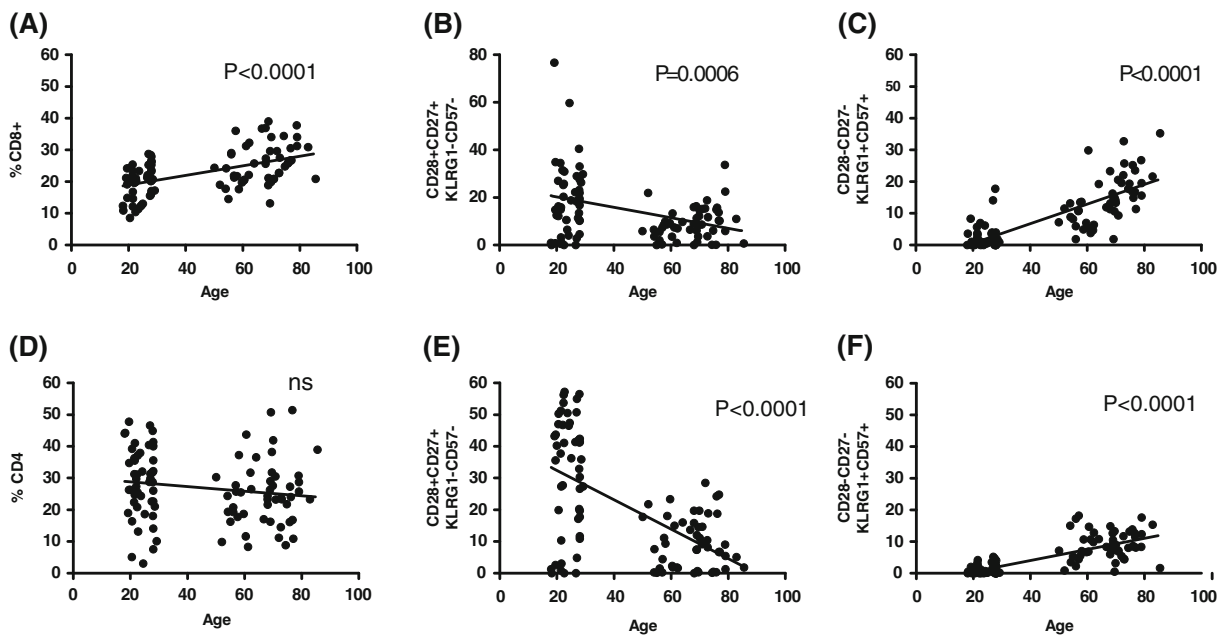 (A)
P<0.0001
% CD8+
60
50
40
30
20
10
0
0 20 40 60 80 100
Age
(B)
P=0.0006
CD28+CD27+
KLRG1-CD57-
80
60
40
20
0
0 20 40 60 80 100
Age
(C)
P<0.0001
CD28-CD27-
KLRG1+CD57+
60
50
40
30
20
10
0
0 20 40 60 80 100
Age
(D)
ns
% CD4
60
50
40
30
20
10
0
0 20 40 60 80 100
Age
(E)
P<0.0001
CD28+CD27+
KLRG1-CD57-
60
50
40
30
20
10
0
0 20 40 60 80 100
Age
(F)
P<0.0001
CD28-CD27-
KLRG1+CD57+
60
50
40
30
20
10
0
0 20 40 60 80 100
Age